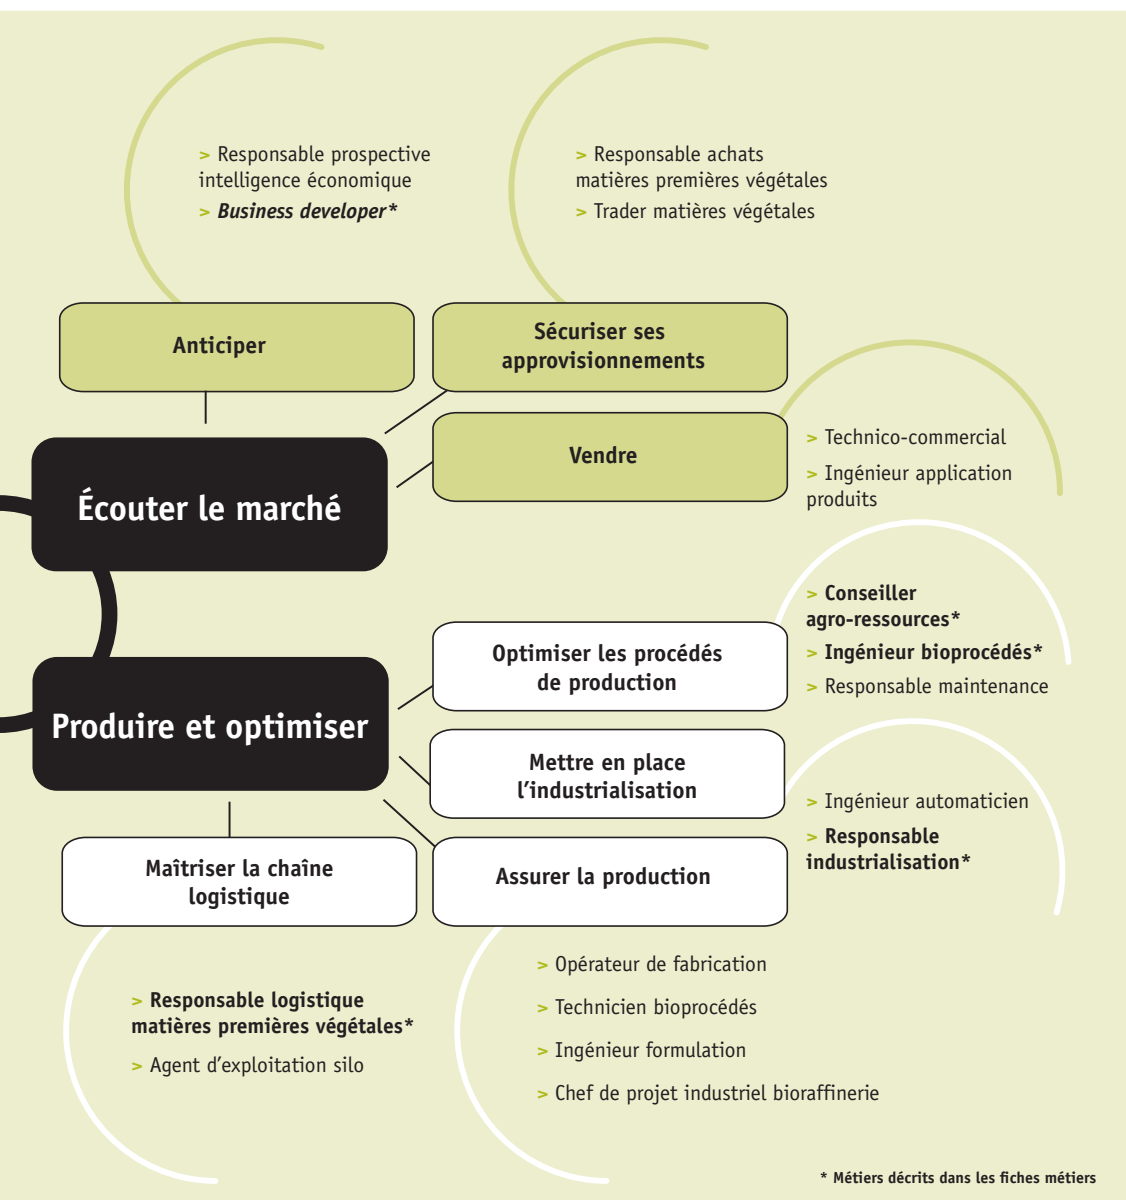 > Responsable prospective
intelligence économique
> Business developer*
> Responsable achats
matières premières végétales
> Trader matières végétales
Anticiper
Sécuriser ses
approvisionnements
Vendre
> Technico-commercial
> Ingénieur application
produits
Écouter le marché
Optimiser les procédés
de production
> Conseiller
agro-ressources*
> Ingénieur bioprocédés*
> Responsable maintenance
Produire et optimiser
Mettre en place
l’industrialisation
> Ingénieur automaticien
> Responsable
industrialisation*
Maîtriser la chaîne
logistique
Assurer la production
> Responsable logistique
matières premières végétales*
> Agent d’exploitation silo
> Opérateur de fabrication
> Technicien bioprocédés
> Ingénieur formulation
> Chef de projet industriel bioraffinerie
* Métiers décrits dans les fiches métiers